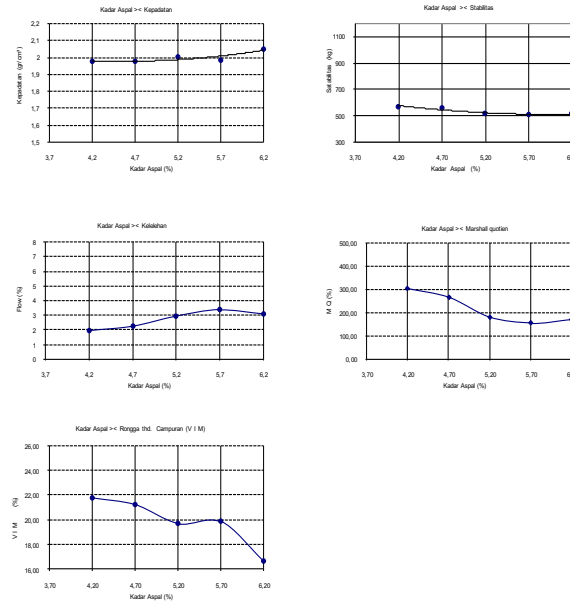 Kadar Aspal >< Kepadatan
2,2
2,1
2
1,9
1,8
1,7
1,6
1,5
3,7 4,2 4,7 5,2 5,7 6,2
Kadar Aspal (%)
Kepadatan (gr/cm³)
Kadar Aspal >< Stabilitas
1100
900
700
500
300
3,70 4,20 4,70 5,20 5,70 6,2
Kadar Aspal (%)
Satabilitas (kg)
Kadar Aspal >< Kelelehan
8
7
6
5
4
3
2
1
0
3,7 4,2 4,7 5,2 5,7 6,2
Kadar Aspal (%)
Flow (%)
Kadar Aspal >< Marshall quotien
500,00
400,00
300,00
200,00
100,00
0,00
3,70 4,20 4,70 5,20 5,70 6,2
Kadar Aspal (%)
M Q (%)
Kadar Aspal >< Rongga thd. Campuran (V I M)
26,00
24,00
22,00
20,00
18,00
16,00
3,70 4,20 4,70 5,20 5,70 6,20
Kadar Aspal (%)
V I M (%)